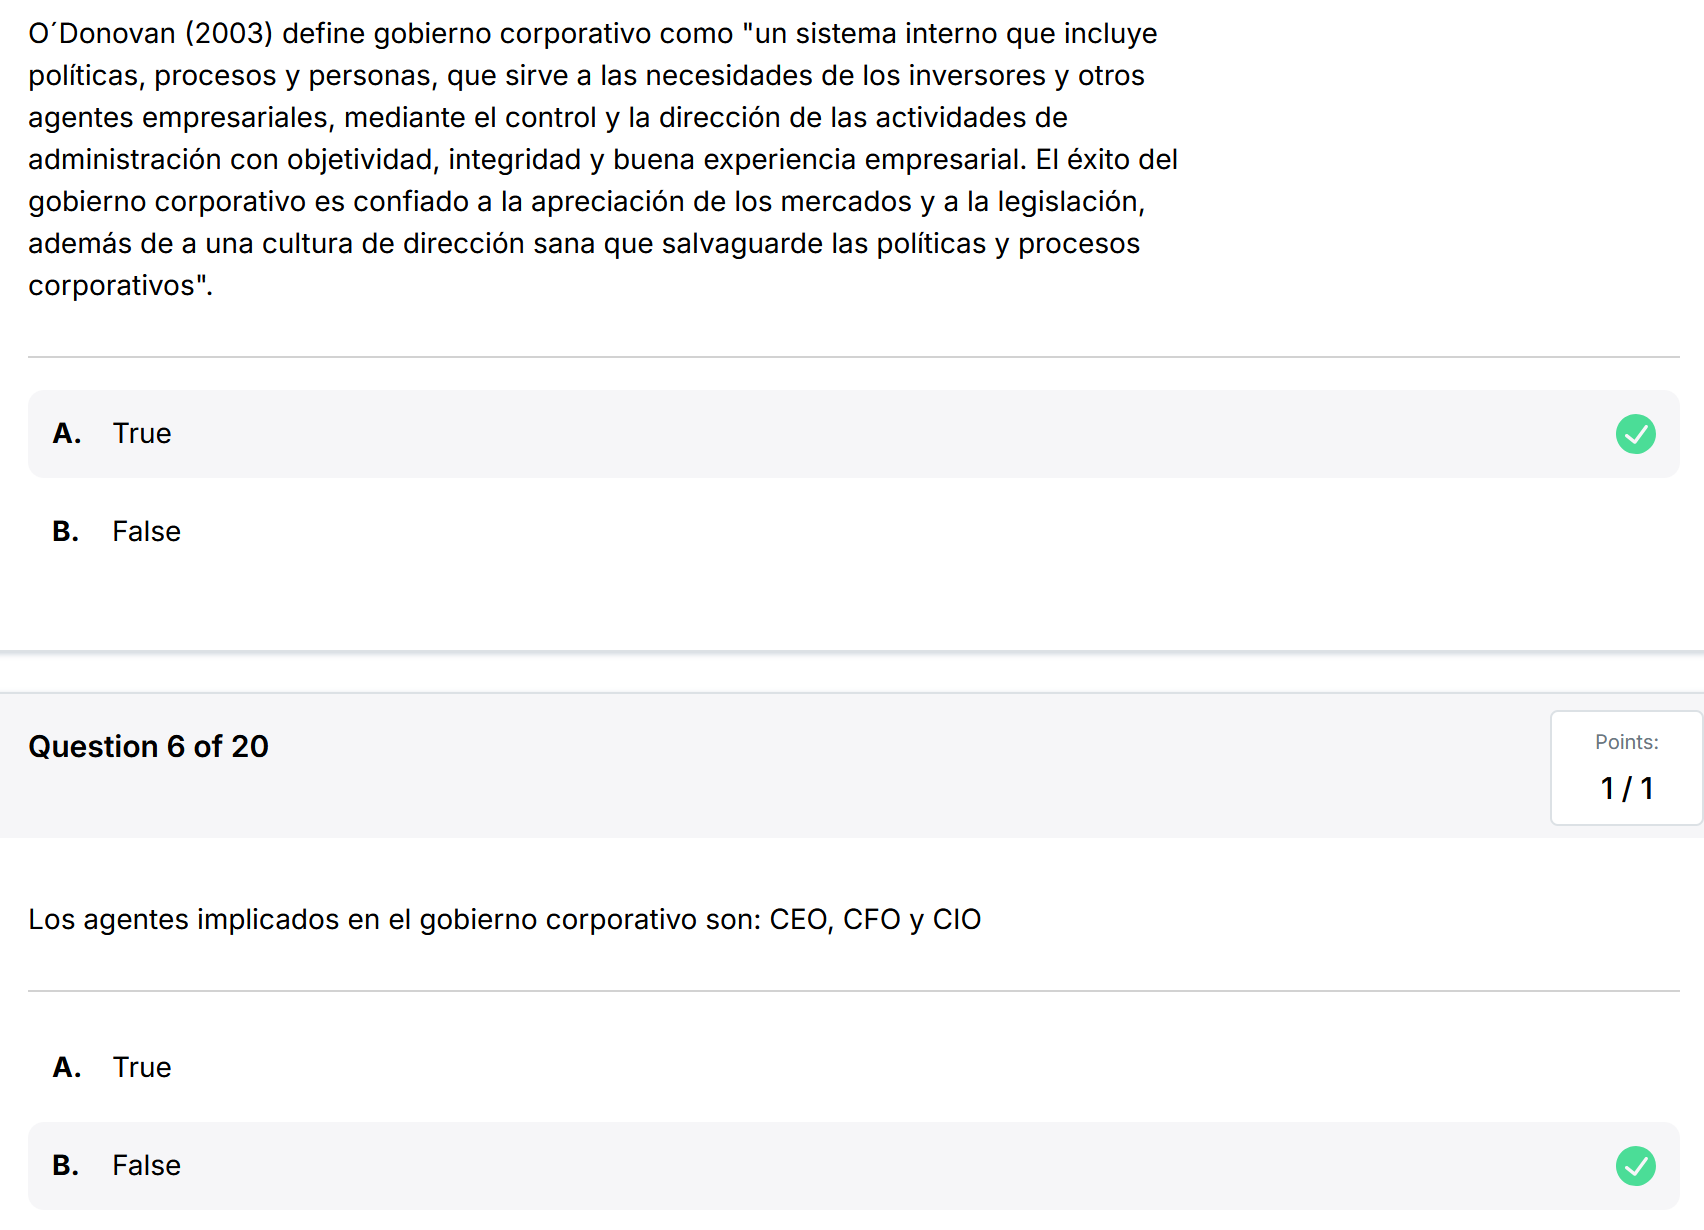 O´Donovan (2003) define gobierno corporativo como "un sistema interno que incluye
políticas, procesos y personas, que sirve a las necesidades de los inversores y otros
agentes empresariales, mediante el control y la dirección de las actividades de
administración con objetividad, integridad y buena experiencia empresarial. El éxito del
gobierno corporativo es confiado a la apreciación de los mercados y a la legislación,
además de a una cultura de dirección sana que salvaguarde las políticas y procesos
corporativos".
A. True
B. False
Question 6 of 20
Points:
1 / 1
Los agentes implicados en el gobierno corporativo son: CEO, CFO y CIO
A. True
B. False